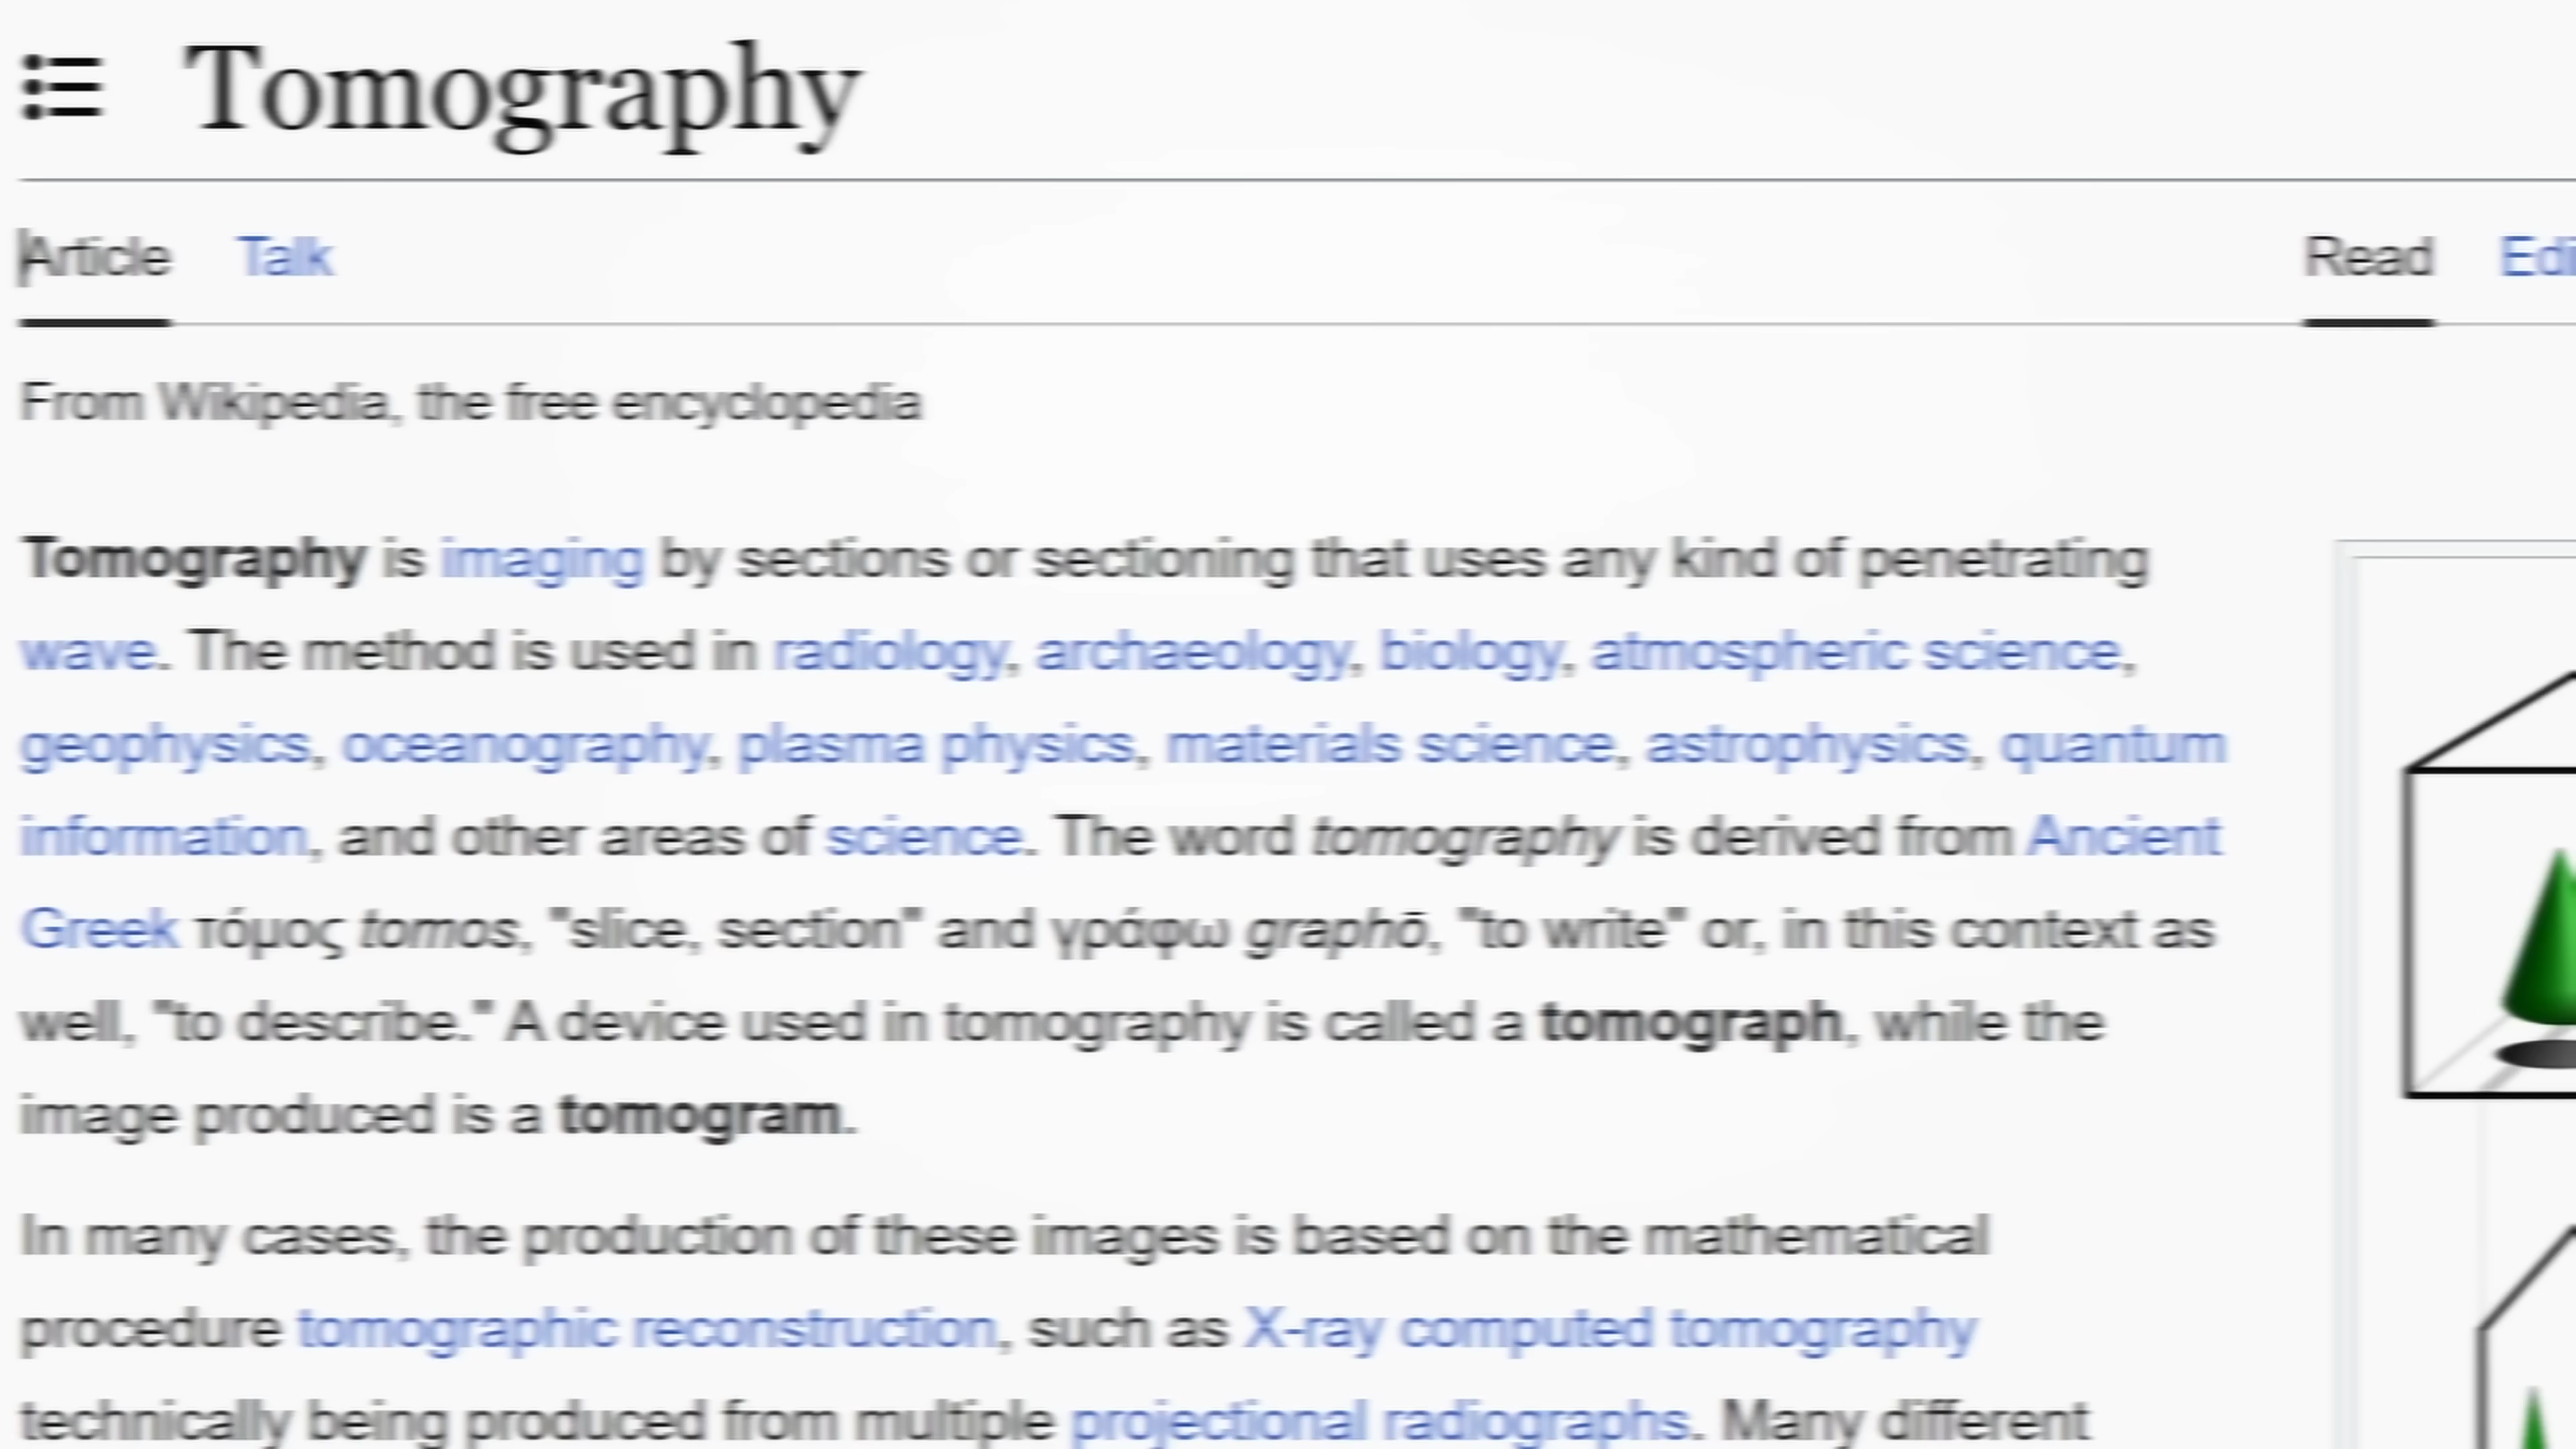 Tomography
Article Talk Read Edi
From Wikipedia, the free encyclopedia
Tomography is imaging by sections or sectioning that uses any kind of penetrating
wave. The method is used in radiology, archaeology, biology, atmospheric science,
geophysics, oceanography, plasma physics, materials science, astrophysics, quantum
information, and other areas of science. The word tomography is derived from Ancient
Greek τόμος tomos, "slice, section" and γράφω graphō, "to write" or, in this context as
well, "to describe." A device used in tomography is called a tomograph, while the
image produced is a tomogram.
In many cases, the production of these images is based on the mathematical
procedure tomographic reconstruction, such as X-ray computed tomography
technically being produced from multiple projectional radiographs. Many different